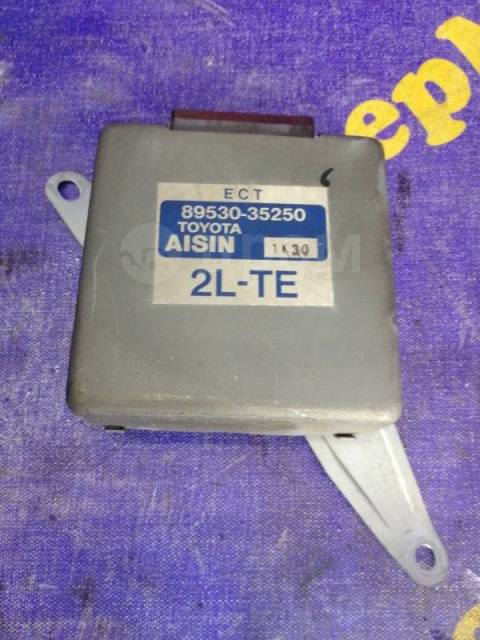 ECT
89530-35250
TOYOTA
AISIN 1K30
2L-TE